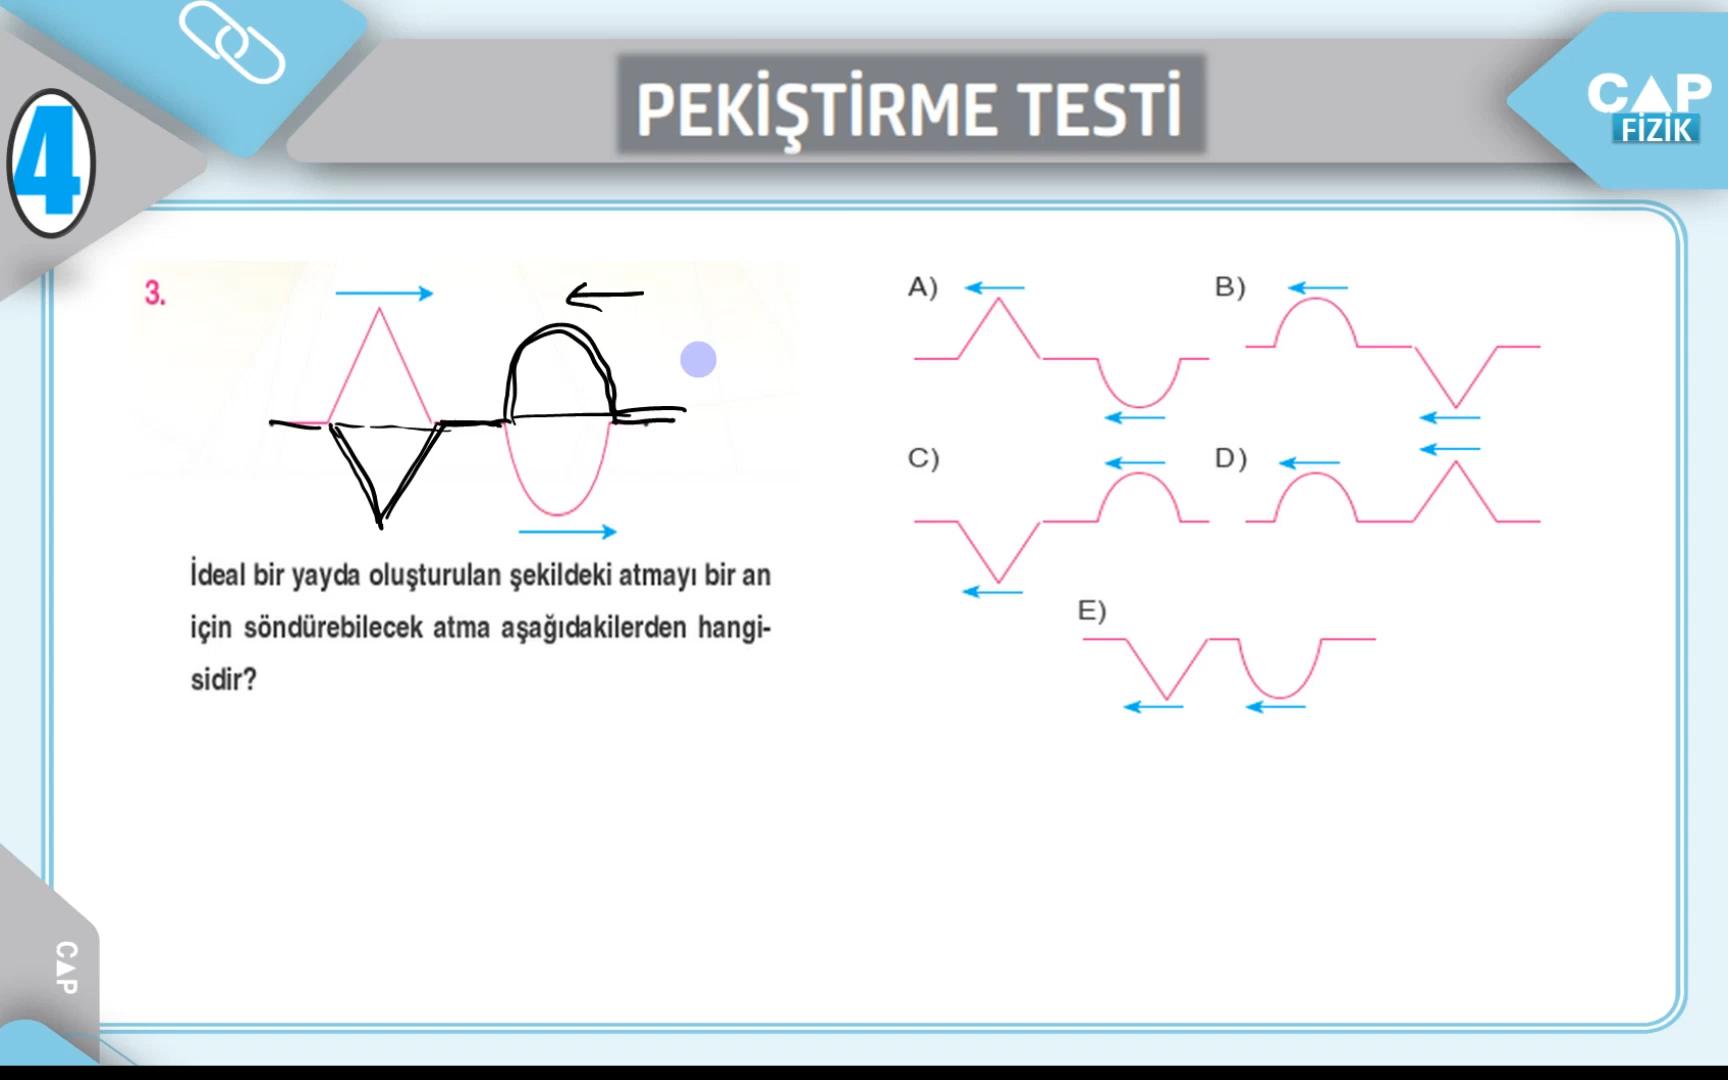 4
PEKİŞTİRME TESTİ
CAP
FİZİK
3.
İdeal bir yayda oluşturulan şekildeki atmayı bir an
için söndürebilecek atma aşağıdakilerden hangi-
sidir?
A)
B)
C)
D)
E)
CAP